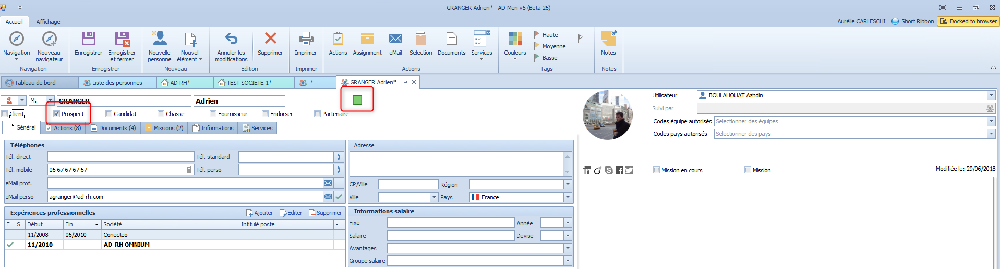 GRANGER Adrien* - AD-Men v5 (Beta 26)
Accueil Affichage
Aurélie CARLESCHI Short Ribbon Docked to browser
Navigation Nouveau navigateur Enregistrer Enregistrer et fermer Nouvelle personne Nouvel élément Annuler les modifications Supprimer Imprimer Actions Assignment eMail Selection Documents Services Couleurs Haute Moyenne Basse Notes
Navigation Enregistrer Nouveau Edition Imprimer Actions Tags Notes
Tableau de bord Liste des personnes AD-RH* TEST SOCIETE 1* * GRANGER Adrien*
M. GRANGER Adrien
Client Prospect Candidat Chasse Fournisseur Endorser Partenaire
Général Actions (8) Documents (4) Missions (2) Informations Services
Téléphones
Tél. direct Tél. standard
Tél. mobile 06 67 67 67 67 Tél. perso
eMail prof.
eMail perso agranger@ad-rh.com
Adresse
CP/Ville Région
Ville Pays France
Expériences professionnelles Ajouter Editer Supprimer
E S Début Fin Société Intitulé poste -
11/2008 06/2010 Conecteo
11/2010 AD-RH OMNIUM
Informations salaire
Fixe Année
Salaire Devise
Avantages
Groupe salaire
Utilisateur BOULAHOUAT Azhdin
Suivi par
Codes équipe autorisés Selectionner des équipes
Codes pays autorisés Selectionner des pays
Mission en cours Mission Modifiée le: 29/06/2018